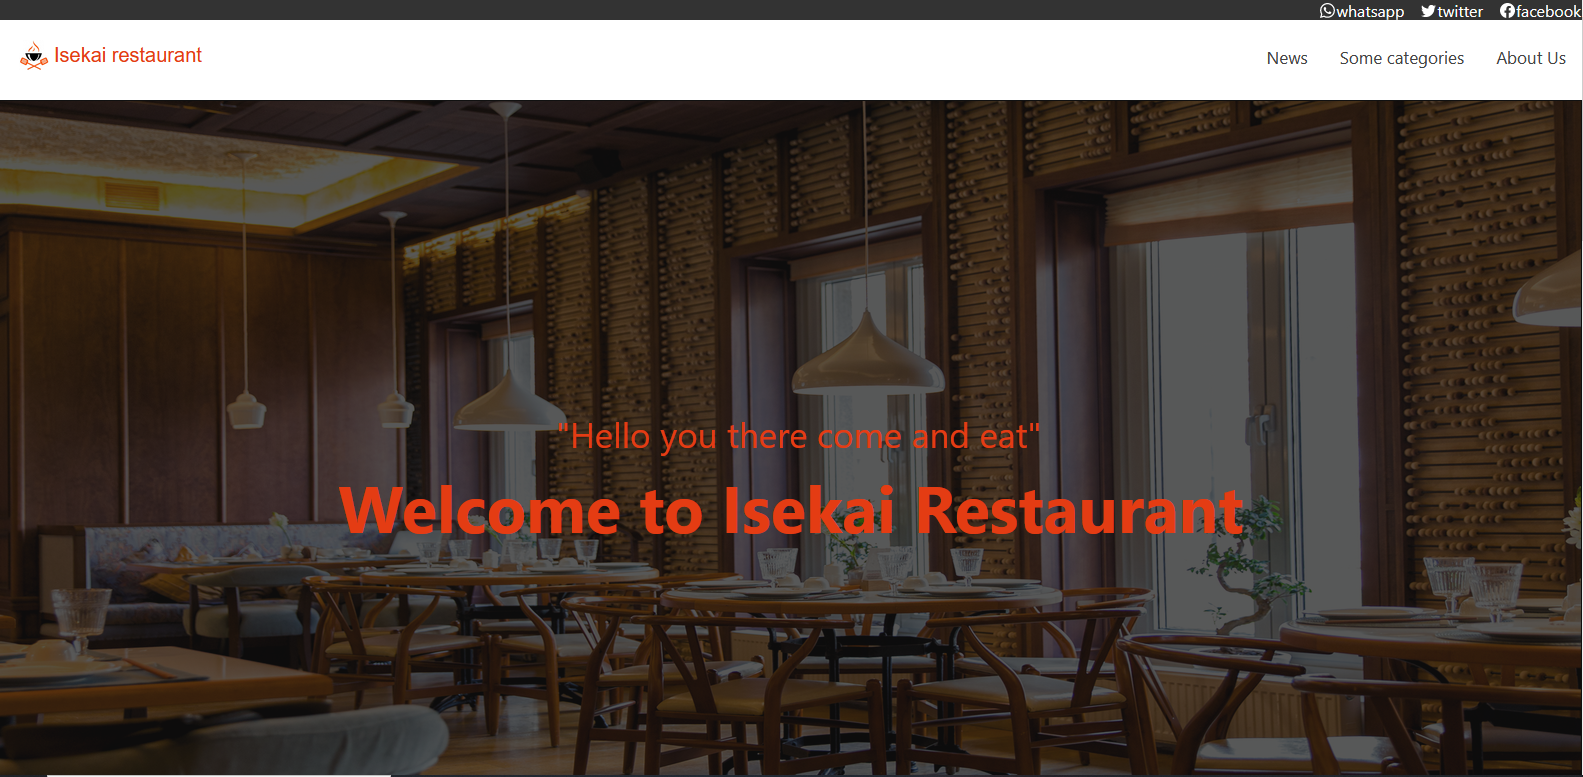 whatsapp twitter facebook
Isekai restaurant
News Some categories About Us
"Hello you there come and eat"
Welcome to Isekai Restaurant